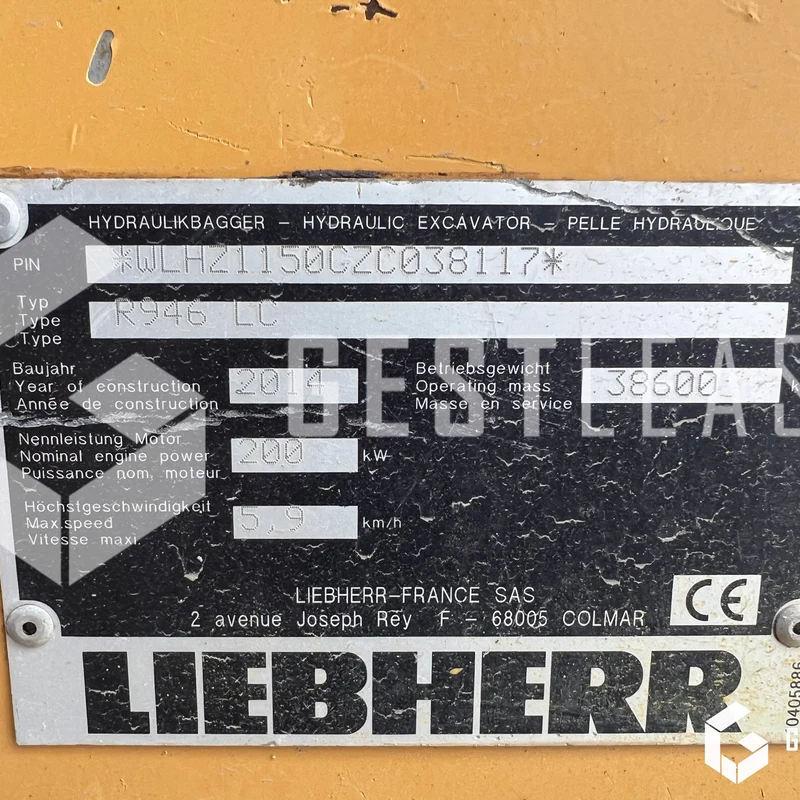 HYDRAULIKBAGGER – HYDRAULIC EXCAVATOR – PELLE HYDRAULIQUE
PIN *WLHZ1150CZC038117*
Typ
Type R946 LC
Type
Baujahr
Year of construction 2014
Année de construction
Betriebsgewicht
Operating mass 38600 k
Masse en service
Nennleistung Motor
Nominal engine power 200 kW
Puissance nom. moteur
Höchstgeschwindigkeit
Max.speed 5,9 km/h
Vitesse maxi.
LIEBHERR–FRANCE SAS
2 avenue Joseph Rey F – 68005 COLMAR
CE
LIEBHERR
0405886
GESTLEAS